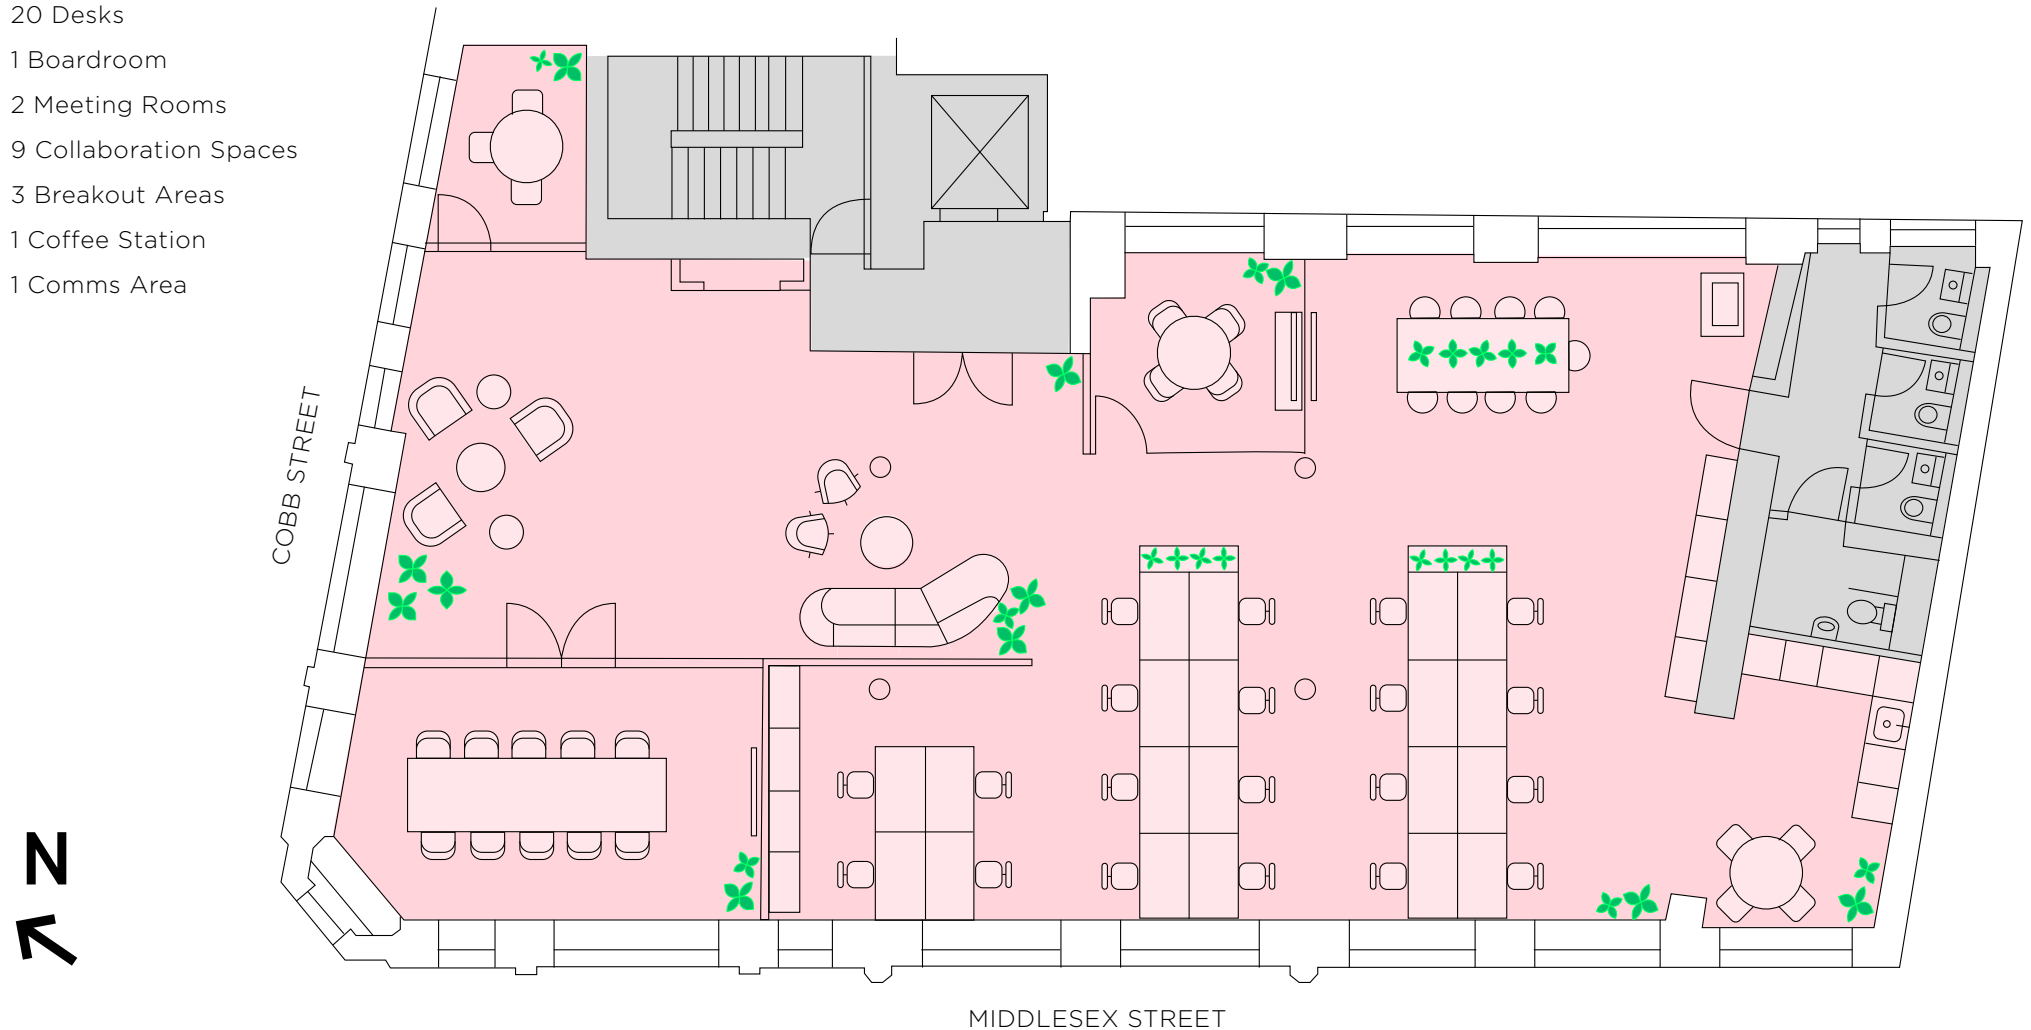 20 Desks
1 Boardroom
2 Meeting Rooms
9 Collaboration Spaces
3 Breakout Areas
1 Coffee Station
1 Comms Area
COBB STREET
N
MIDDLESEX STREET